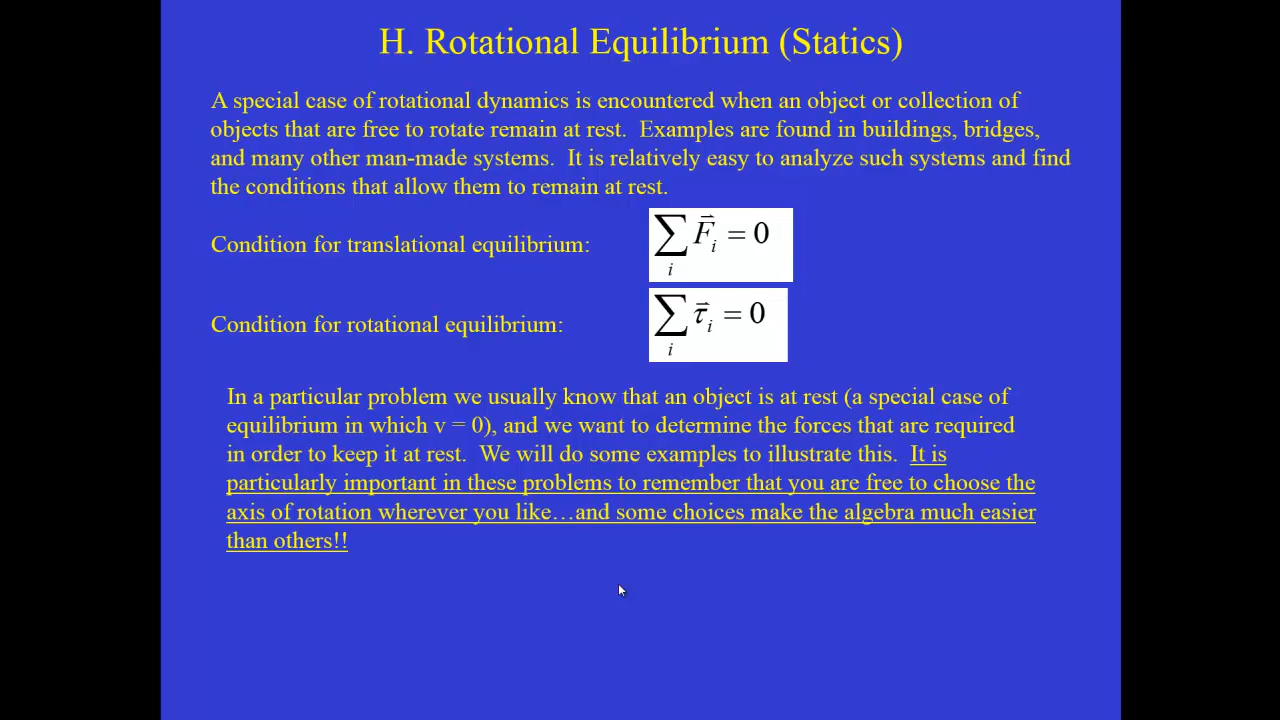 H. Rotational Equilibrium (Statics)
A special case of rotational dynamics is encountered when an object or collection of
objects that are free to rotate remain at rest. Examples are found in buildings, bridges,
and many other man-made systems. It is relatively easy to analyze such systems and find
the conditions that allow them to remain at rest.
Condition for translational equilibrium: ∑_i F⃗_i = 0
Condition for rotational equilibrium: ∑_i τ⃗_i = 0
In a particular problem we usually know that an object is at rest (a special case of
equilibrium in which v = 0), and we want to determine the forces that are required
in order to keep it at rest. We will do some examples to illustrate this. It is
particularly important in these problems to remember that you are free to choose the
axis of rotation wherever you like…and some choices make the algebra much easier
than others!!